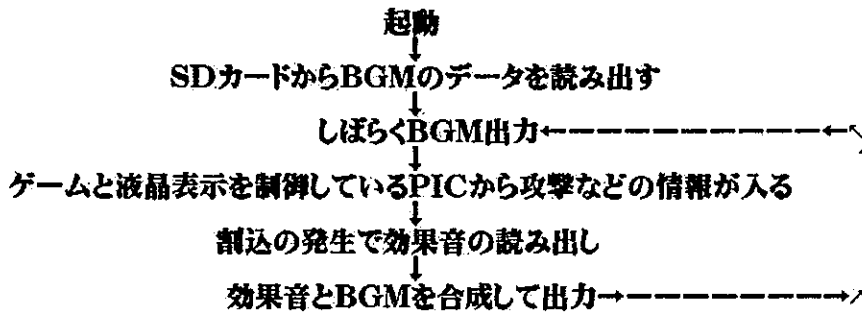 起動
SDカードからBGMのデータを読み出す
しばらくBGM出力
ゲームと液晶表示を制御しているPICから攻撃などの情報が入る
割込の発生で効果音の読み出し
効果音とBGMを合成して出力